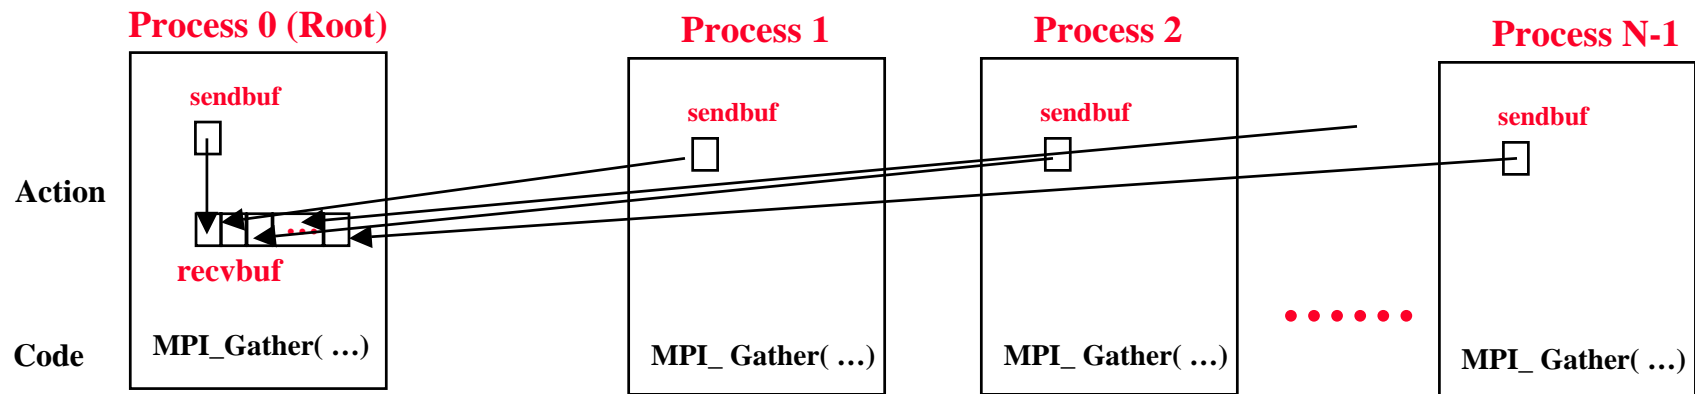 Process 0 (Root)
Process 1
Process 2
Process N-1
sendbuf
sendbuf
sendbuf
sendbuf
Action
...
recvbuf
......
Code
MPI_Gather( …)
MPI_ Gather( …)
MPI_ Gather( …)
MPI_ Gather( …)